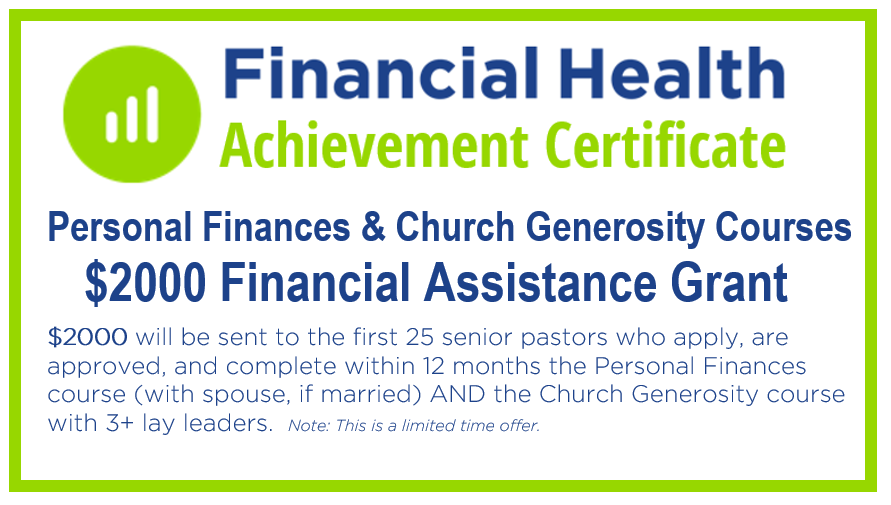 Financial Health
Achievement Certificate
Personal Finances & Church Generosity Courses
$2000 Financial Assistance Grant
$2000 will be sent to the first 25 senior pastors who apply, are
approved, and complete within 12 months the Personal Finances
course (with spouse, if married) AND the Church Generosity course
with 3+ lay leaders. Note: This is a limited time offer.